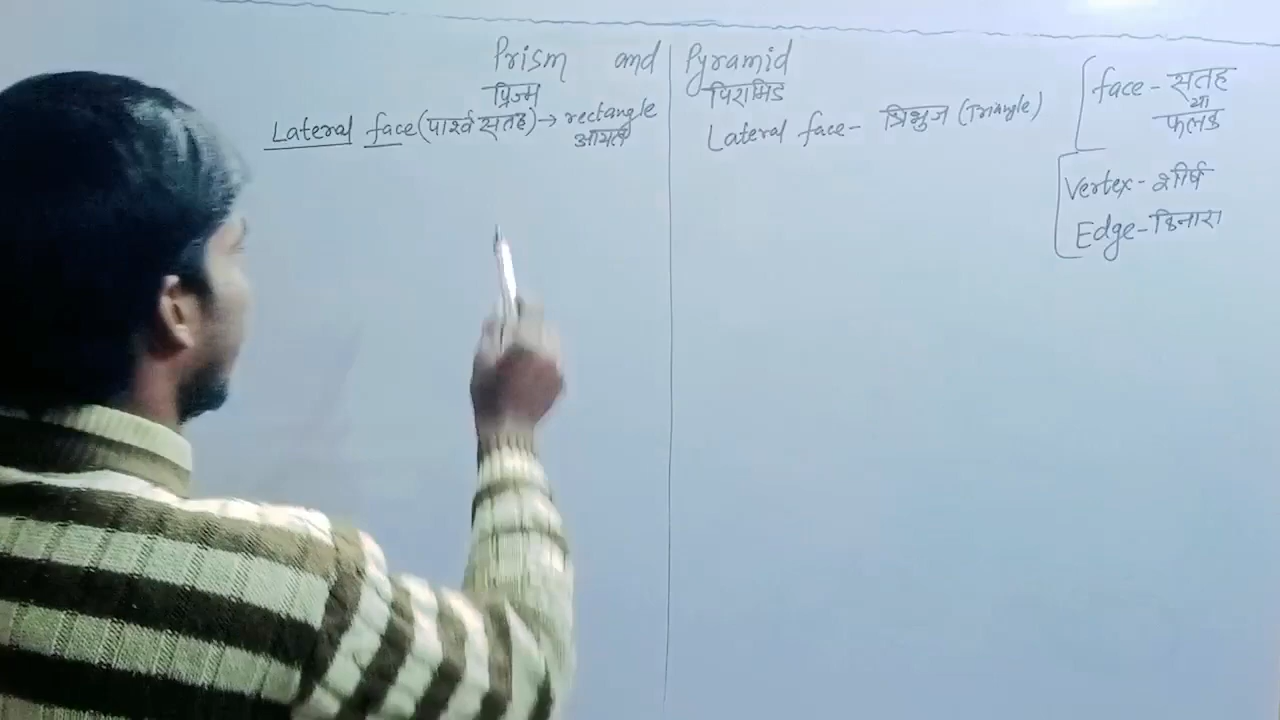 Prism and Pyramid
प्रिज्म पिरामिड
Lateral face (पार्श्व सतह) → rectangle
आयत
Lateral face - त्रिभुज (Triangle)
face - सतह
या
फलक
Vertex - शीर्ष
Edge - किनारा